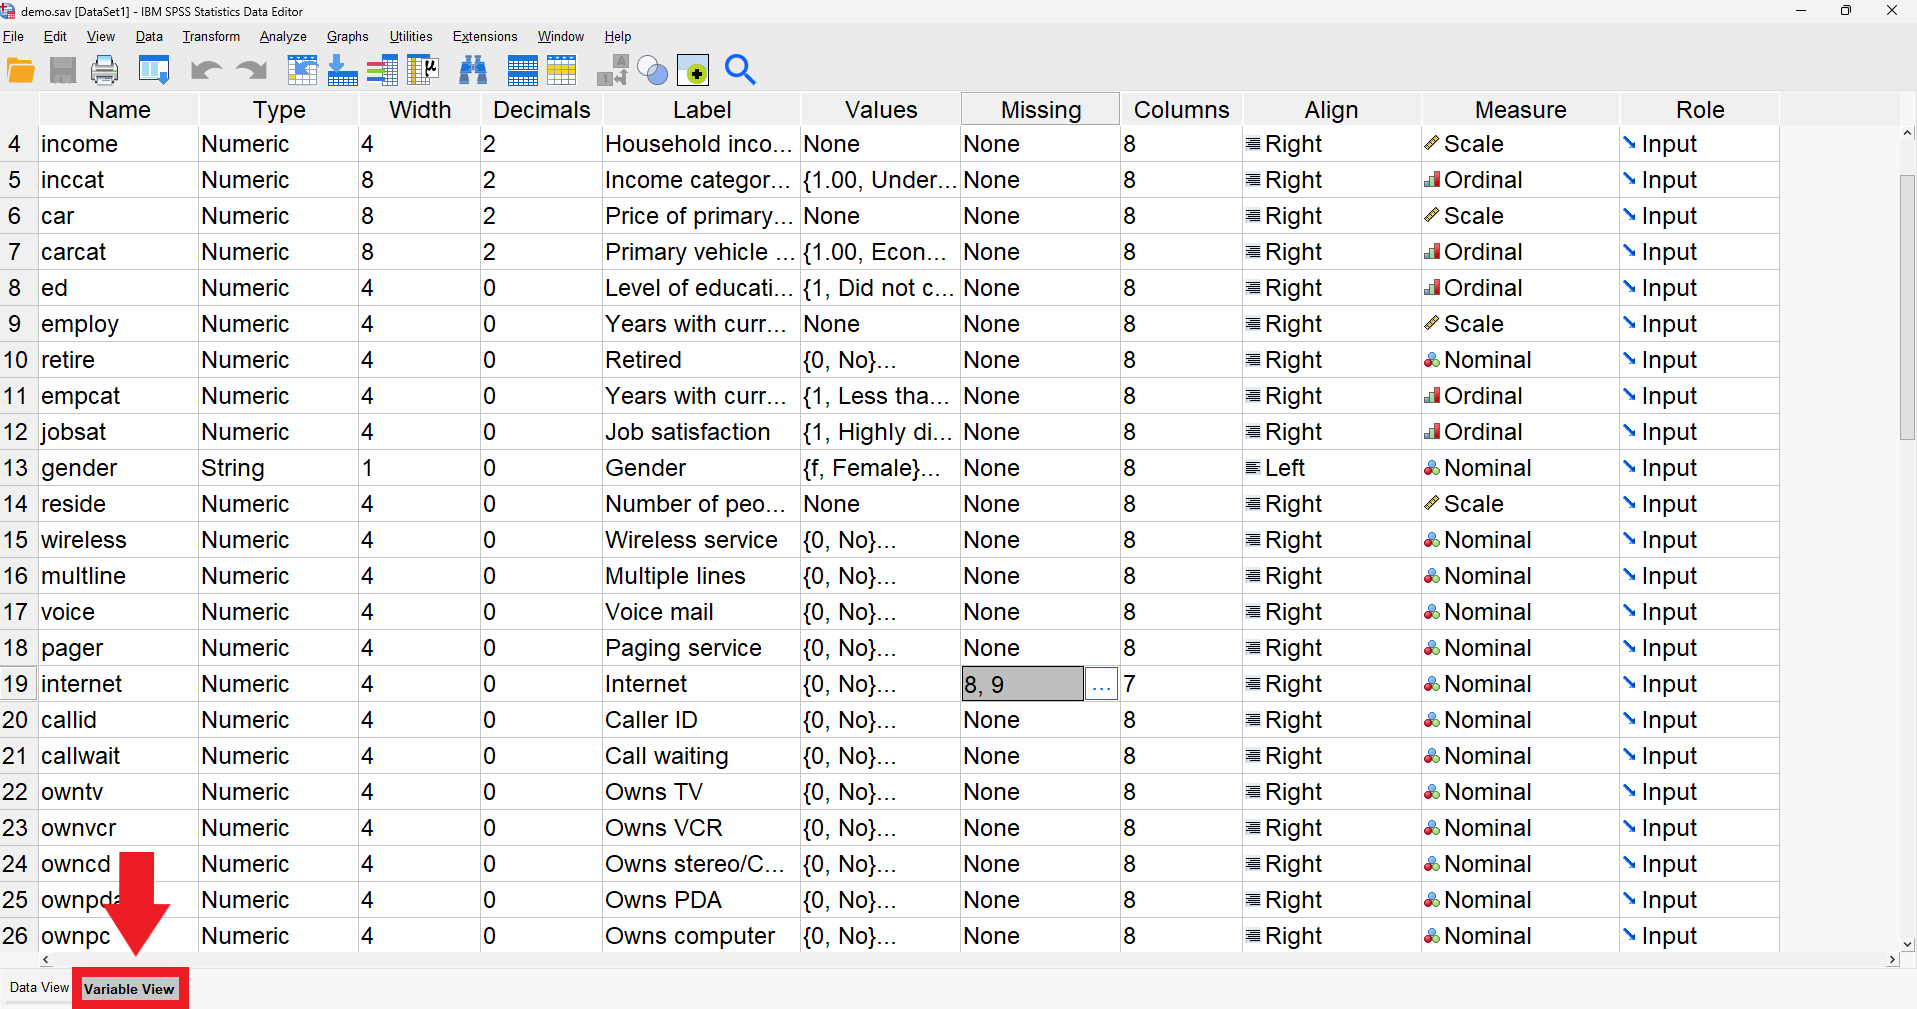 demo.sav [DataSet1] - IBM SPSS Statistics Data Editor
File Edit View Data Transform Analyze Graphs Utilities Extensions Window Help
Name Type Width Decimals Label Values Missing Columns Align Measure Role
4 income Numeric 4 2 Household inco... None None 8 Right Scale Input
5 inccat Numeric 8 2 Income categor... {1.00, Under... None 8 Right Ordinal Input
6 car Numeric 8 2 Price of primary... None None 8 Right Scale Input
7 carcat Numeric 8 2 Primary vehicle ... {1.00, Econ... None 8 Right Ordinal Input
8 ed Numeric 4 0 Level of educati... {1, Did not c... None 8 Right Ordinal Input
9 employ Numeric 4 0 Years with curr... None None 8 Right Scale Input
10 retire Numeric 4 0 Retired {0, No}... None 8 Right Nominal Input
11 empcat Numeric 4 0 Years with curr... {1, Less tha... None 8 Right Ordinal Input
12 jobsat Numeric 4 0 Job satisfaction {1, Highly di... None 8 Right Ordinal Input
13 gender String 1 0 Gender {f, Female}... None 8 Left Nominal Input
14 reside Numeric 4 0 Number of peo... None None 8 Right Scale Input
15 wireless Numeric 4 0 Wireless service {0, No}... None 8 Right Nominal Input
16 multline Numeric 4 0 Multiple lines {0, No}... None 8 Right Nominal Input
17 voice Numeric 4 0 Voice mail {0, No}... None 8 Right Nominal Input
18 pager Numeric 4 0 Paging service {0, No}... None 8 Right Nominal Input
19 internet Numeric 4 0 Internet {0, No}... 8, 9 ... 7 Right Nominal Input
20 callid Numeric 4 0 Caller ID {0, No}... None 8 Right Nominal Input
21 callwait Numeric 4 0 Call waiting {0, No}... None 8 Right Nominal Input
22 owntv Numeric 4 0 Owns TV {0, No}... None 8 Right Nominal Input
23 ownvcr Numeric 4 0 Owns VCR {0, No}... None 8 Right Nominal Input
24 owncd Numeric 4 0 Owns stereo/C... {0, No}... None 8 Right Nominal Input
25 ownpda Numeric 4 0 Owns PDA {0, No}... None 8 Right Nominal Input
26 ownpc Numeric 4 0 Owns computer {0, No}... None 8 Right Nominal Input
Data View Variable View